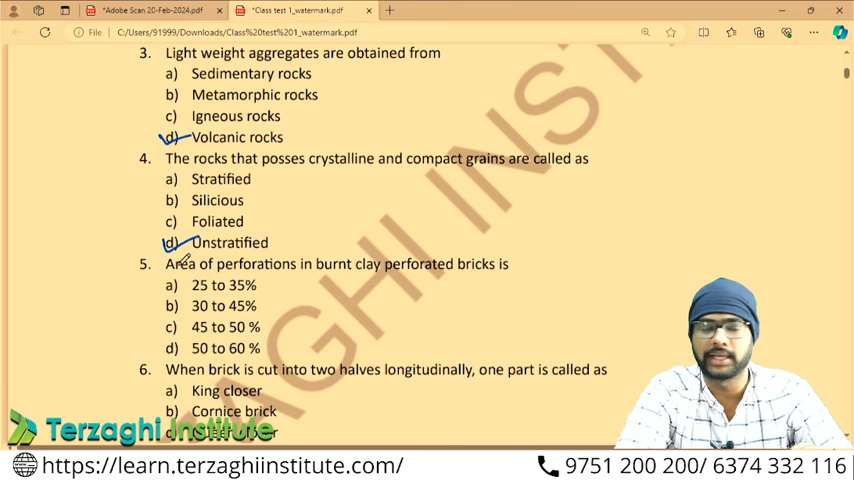 *Adobe Scan 20-Feb-2024.pdf
*Class test 1_watermark.pdf
File
C:/Users/91999/Downloads/Class%20test%201_watermark.pdf
3. Light weight aggregates are obtained from
a) Sedimentary rocks
b) Metamorphic rocks
c) Igneous rocks
d) Volcanic rocks
4. The rocks that posses crystalline and compact grains are called as
a) Stratified
b) Silicious
c) Foliated
d) Unstratified
5. Area of perforations in burnt clay perforated bricks is
a) 25 to 35%
b) 30 to 45%
c) 45 to 50 %
d) 50 to 60 %
6. When brick is cut into two halves longitudinally, one part is called as
a) King closer
b) Cornice brick
Terzaghi Institute
https://learn.terzaghiinstitute.com/
9751 200 200/ 6374 332 116